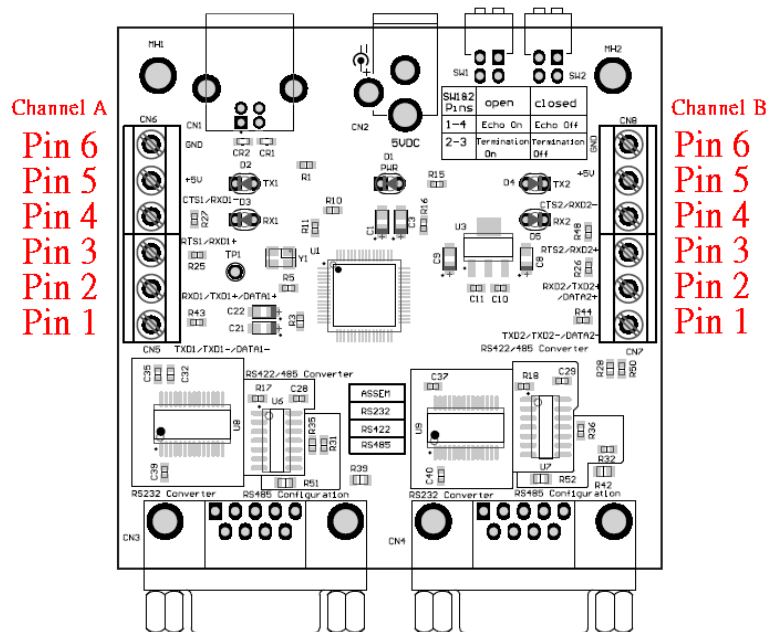 MH1
MH2
SW1
SW2
CN1
CN2
5VDC
SW1&2 Pins open closed
1-4 Echo On Echo Off
2-3 Termination On Termination Off
Channel A
Channel B
CN6
CN8
Pin 6
GND
GND
Pin 6
Pin 5
+5V
+5V
Pin 5
Pin 4
CTS1/RXD1-
CTS2/RXD2-
Pin 4
Pin 3
RTS1/RXD1+
RTS2/RXD2+
Pin 3
Pin 2
RXD1/TXD1+/DATA1+
RXD2/TXD2+
/DATA2+
Pin 2
Pin 1
TXD1/TXD1-/DATA1-
TXD2/TXD2-/DATA2-
Pin 1
CN5
CN7
CR2 CR1
D2
TX1
D3
RX1
R1
D1
PWR
R15
D4
TX2
RX2
D5
R27
R10
R11
U1
C1
C3
R16
U3
R48
R25
TP1
Y1
C9
C8
R26
R5
C11 C10
C22
C21
R3
R43
R44
RS422/485 Converter
RS422/485 Converter
C35
C32
R17
C28
U6
U8
C39
R35
R31
R51
R39
ASSEM
RS232
RS422
RS485
C37
R18
C29
R28
R50
U9
U7
C40
R36
R32
R52
R42
RS232 Converter
RS485 Configuration
RS232 Converter
RS485 Configuration
CN3
CN4